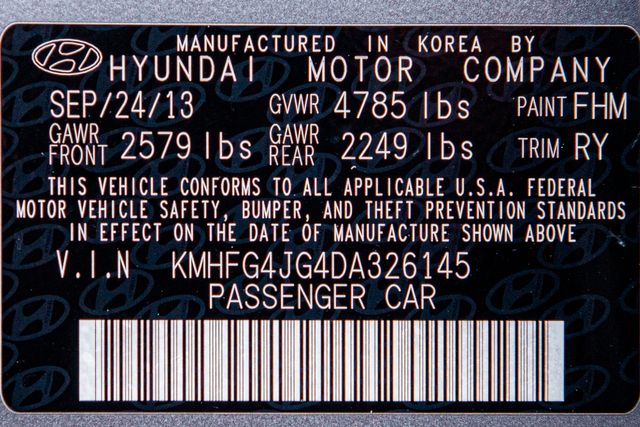 MANUFACTURED IN KOREA BY
HYUNDAI MOTOR COMPANY
SEP/24/13 GVWR 4785 lbs PAINT FHM
GAWR FRONT 2579 lbs GAWR REAR 2249 lbs TRIM RY
THIS VEHICLE CONFORMS TO ALL APPLICABLE U.S.A. FEDERAL
MOTOR VEHICLE SAFETY, BUMPER, AND THEFT PREVENTION STANDARDS
IN EFFECT ON THE DATE OF MANUFACTURE SHOWN ABOVE
V.I.N KMHFG4JG4DA326145
PASSENGER CAR